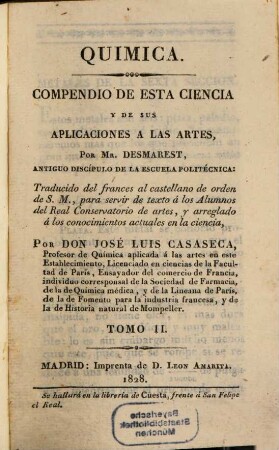 QUIMICA.
COMPENDIO DE ESTA CIENCIA
Y DE SUS
APLICACIONES A LAS ARTES,
POR MR. DESMAREST,
ANTIGUO DISCÍPULO DE LA ESCUELA POLITÉCNICA:
Traducido del frances al castellano de orden
de S. M., para servir de texto á los Alumnos
del Real Conservatorio de artes, y arreglado
á los conocimientos actuales en la ciencia,
POR DON JOSÉ LUIS CASASECA,
Profesor de Química aplicada á las artes en este
Establecimiento, Licenciado en ciencias de la Facul-
tad de París, Ensayador del comercio de Francia,
individuo corresponsal de la Sociedad de Farmacia,
de la de Química médica, y de la Lineana de París,
de la de Fomento para la industria francesa, y de
la de Historia natural de Mompeller.
TOMO II.
MADRID: Imprenta de D. LEON AMARITA.
1828.
Se hallará en la librería de Cuesta, frente á San Felipe
el Real.
Bayerische
Staatsbibliothek
München